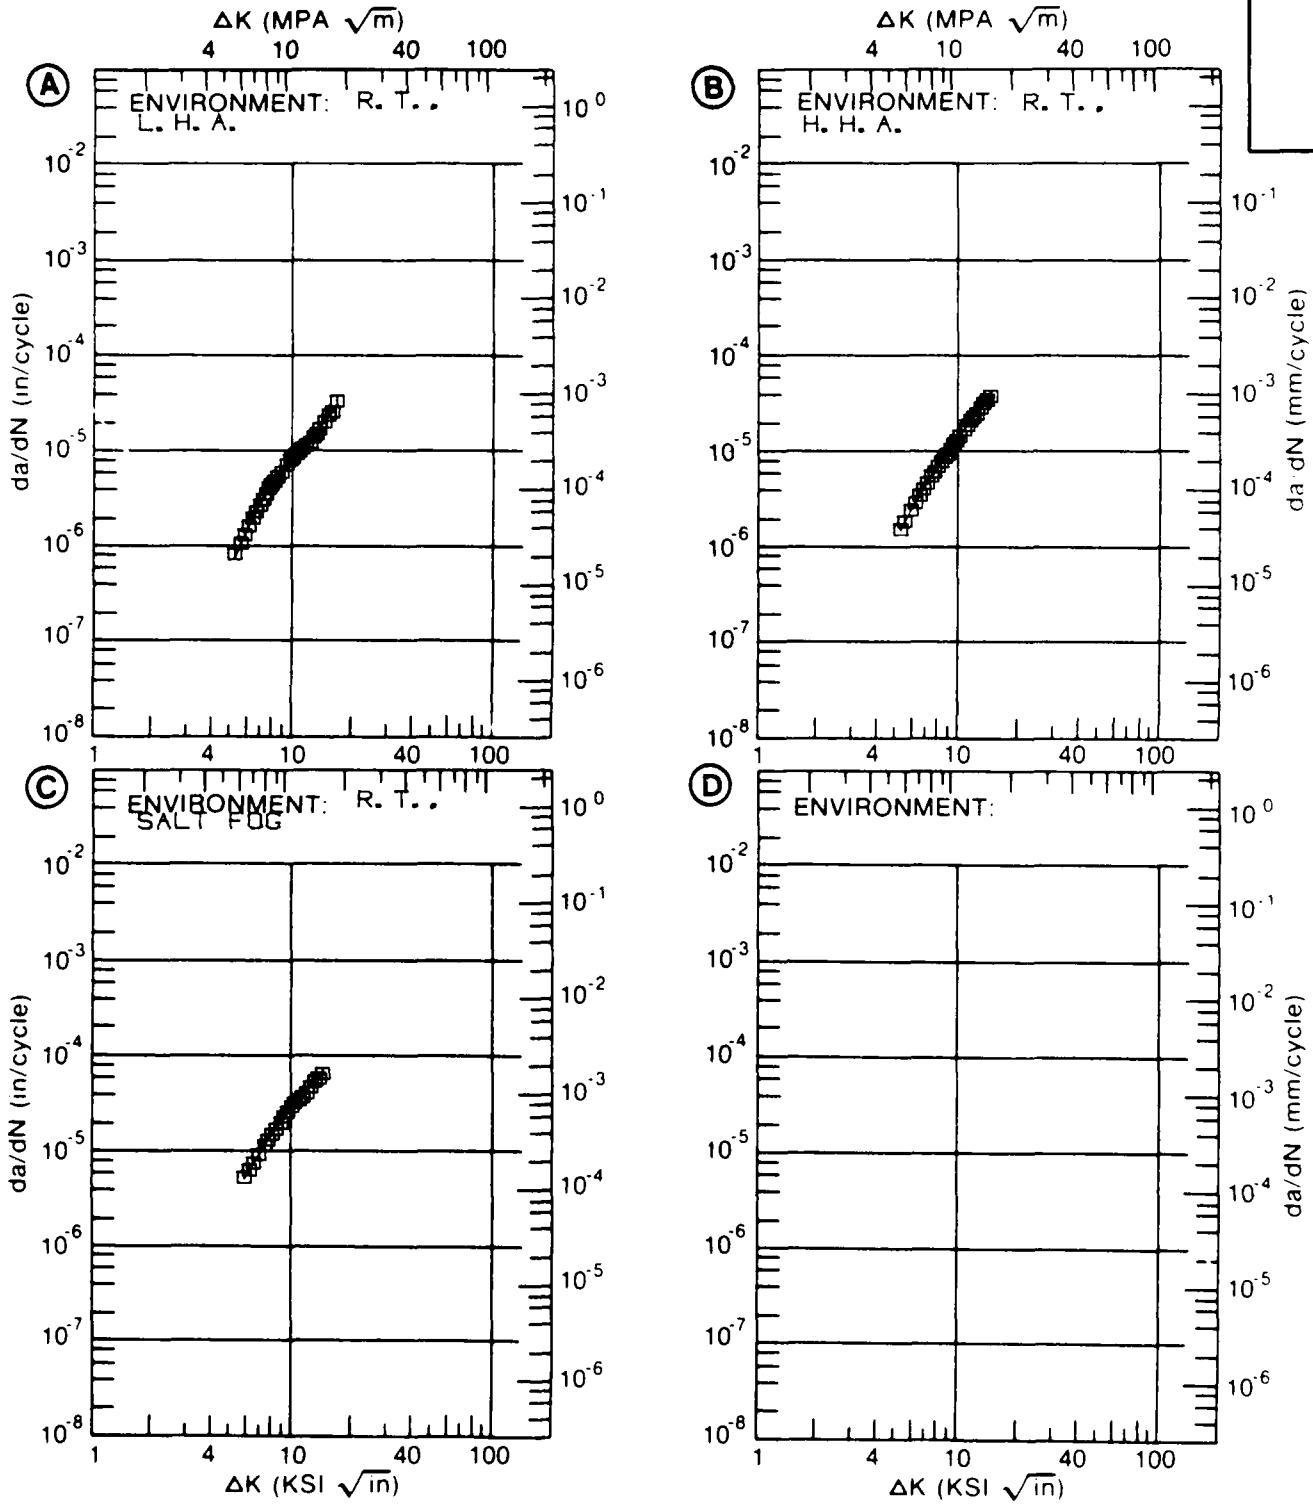 ΔK (MPA √m)
4 10 40 100
ΔK (MPA √m)
4 10 40 100
A
ENVIRONMENT: R. T..
L. H. A.
10^0
10^-1
10^-2
10^-3
10^-4
10^-5
10^-6
10^-2
10^-3
10^-4
10^-5
10^-6
10^-7
10^-8
da/dN (in/cycle)
1 4 10 40 100
B
ENVIRONMENT: R. T..
H. H. A.
10^-2
10^-3
10^-4
10^-5
10^-6
10^-7
10^-8
10^-1
10^-2
10^-3
10^-4
10^-5
10^-6
da dN (mm/cycle)
1 4 10 40 100
C
ENVIRONMENT: R. T..
SALT FOG
10^-2
10^-3
10^-4
10^-5
10^-6
10^-7
10^-8
10^0
10^-1
10^-2
10^-3
10^-4
10^-5
10^-6
da/dN (in/cycle)
1 4 10 40 100
ΔK (KSI √in)
D
ENVIRONMENT:
10^-2
10^-3
10^-4
10^-5
10^-6
10^-7
10^-8
10^0
10^-1
10^-2
10^-3
10^-4
10^-5
10^-6
da/dN (mm/cycle)
1 4 10 40 100
ΔK (KSI √in)